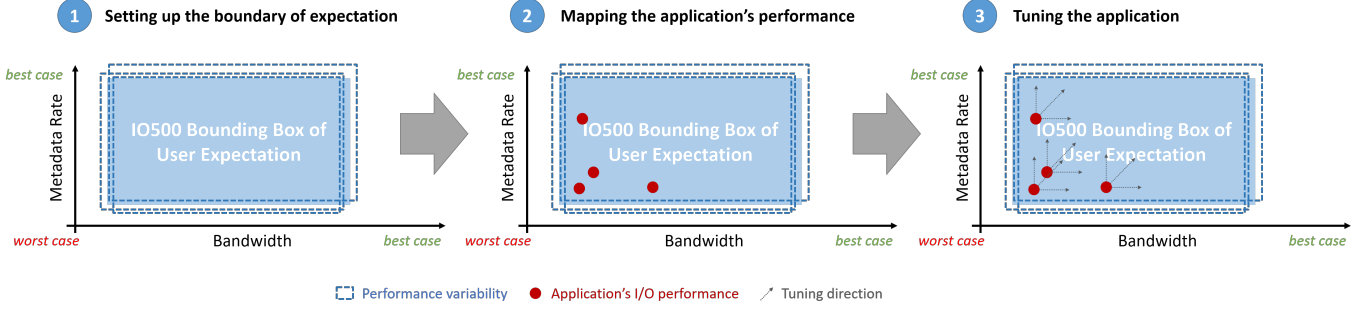 1 Setting up the boundary of expectation
best case
Metadata Rate
IO500 Bounding Box of
User Expectation
worst case
Bandwidth
best case
2 Mapping the application's performance
best case
Metadata Rate
IO500 Bounding Box of
User Expectation
worst case
Bandwidth
best case
3 Tuning the application
best case
Metadata Rate
IO500 Bounding Box of
User Expectation
worst case
Bandwidth
best case
Performance variability
Application's I/O performance
Tuning direction